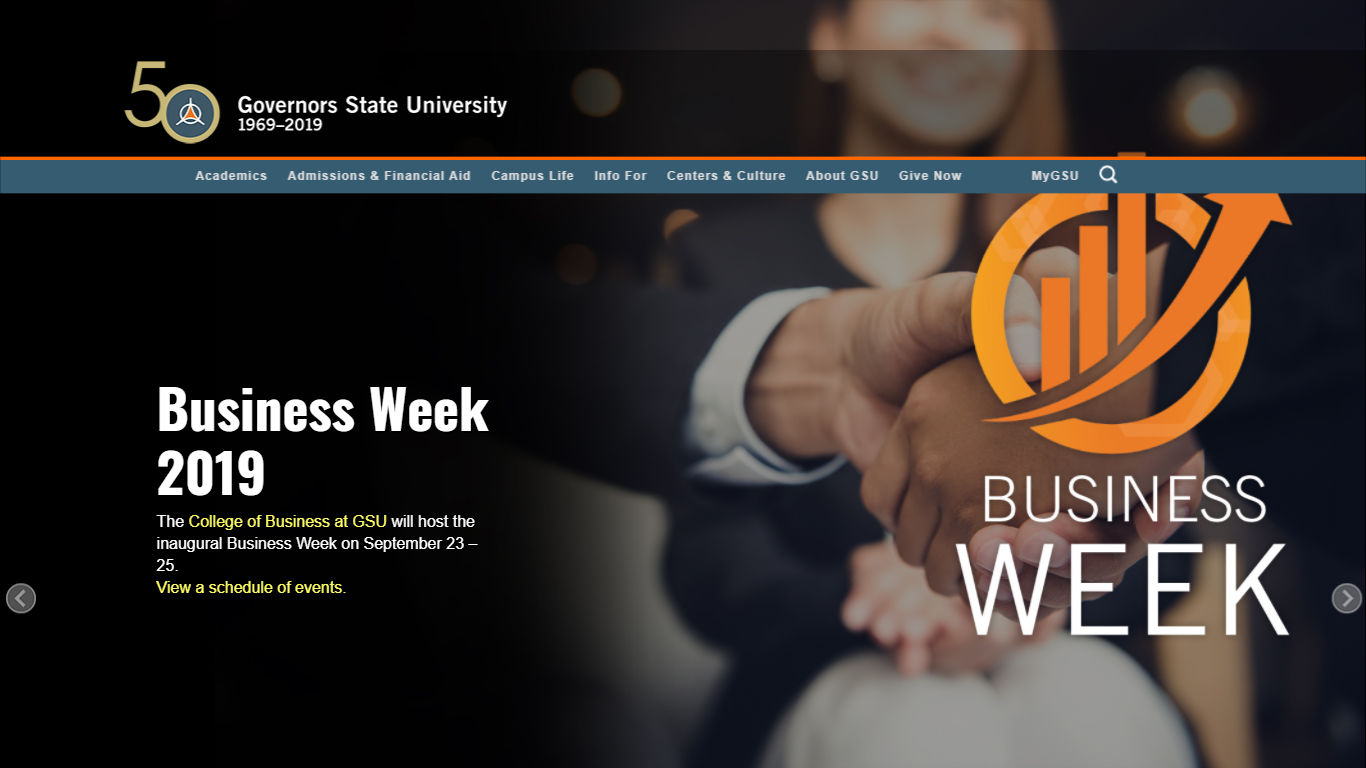 50
Governors State University
1969–2019
Academics Admissions & Financial Aid Campus Life Info For Centers & Culture About GSU Give Now MyGSU
Business Week
2019
The College of Business at GSU will host the
inaugural Business Week on September 23 –
25.
View a schedule of events.
BUSINESS
WEEK